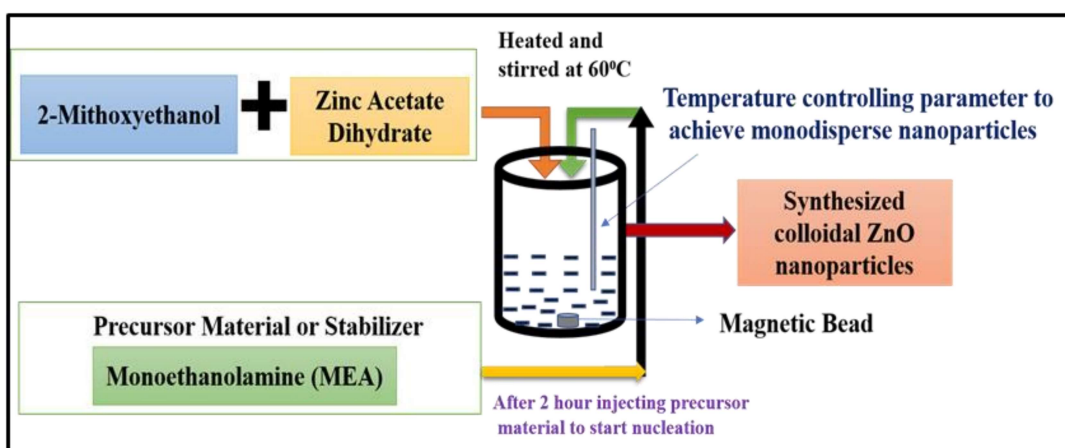 Heated and
stirred at 60⁰C
2-Mithoxyethanol
+
Zinc Acetate
Dihydrate
Temperature controlling parameter to
achieve monodisperse nanoparticles
Synthesized
colloidal ZnO
nanoparticles
Precursor Material or Stabilizer
Monoethanolamine (MEA)
Magnetic Bead
After 2 hour injecting precursor
material to start nucleation